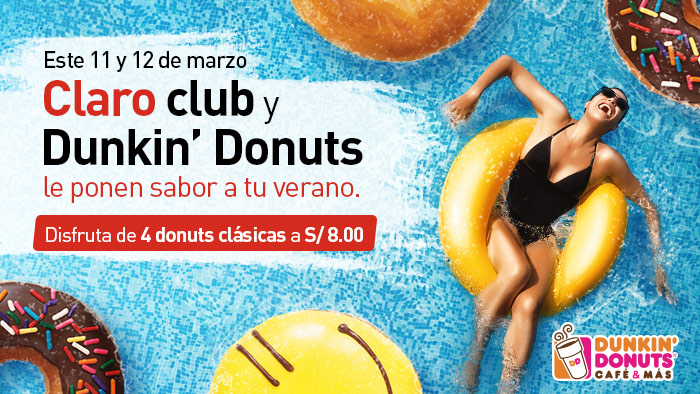 Este 11 y 12 de marzo
Claro club y
Dunkin' Donuts
le ponen sabor a tu verano.
Disfruta de 4 donuts clásicas a S/ 8.00
DD
DUNKIN'
DONUTS
CAFÉ & MÁS